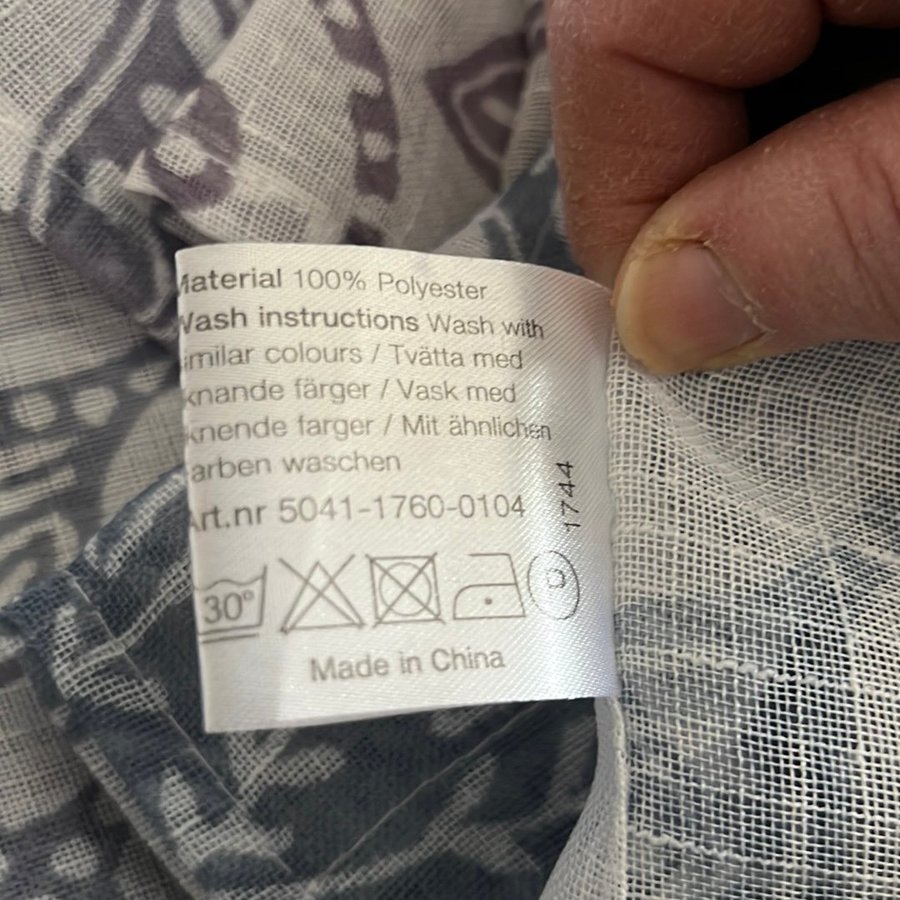 Material 100% Polyester
Wash instructions Wash with
similar colours / Tvätta med
knande färger / Vask med
knende farger / Mit ähnlichen
arben waschen
Art.nr 5041-1760-0104
1744
30°
Made in China